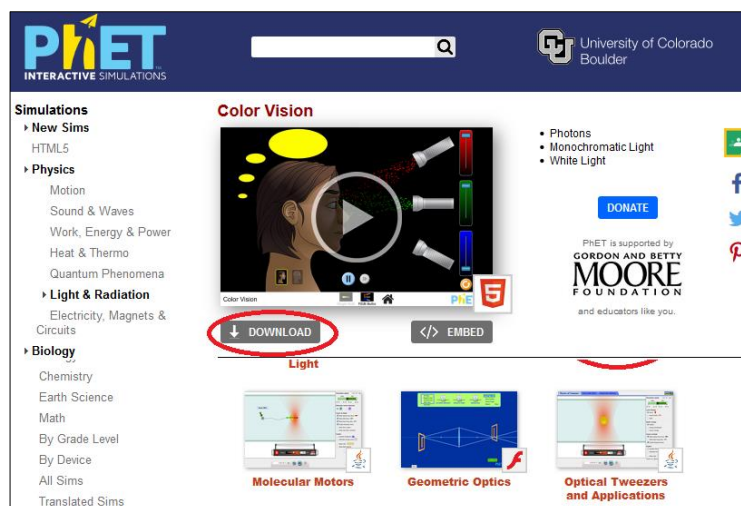 PhET
INTERACTIVE SIMULATIONS
University of Colorado
Boulder
Simulations
New Sims
HTML5
Physics
Motion
Sound & Waves
Work, Energy & Power
Heat & Thermo
Quantum Phenomena
Light & Radiation
Electricity, Magnets &
Circuits
Biology
Chemistry
Earth Science
Math
By Grade Level
By Device
All Sims
Translated Sims
Color Vision
Color Vision
PhE
5
DOWNLOAD
</> EMBED
Photons
Monochromatic Light
White Light
DONATE
PhET is supported by
GORDON AND BETTY
MOORE
FOUNDATION
and educators like you.
Light
Molecular Motors
Geometric Optics
Optical Tweezers
and Applications